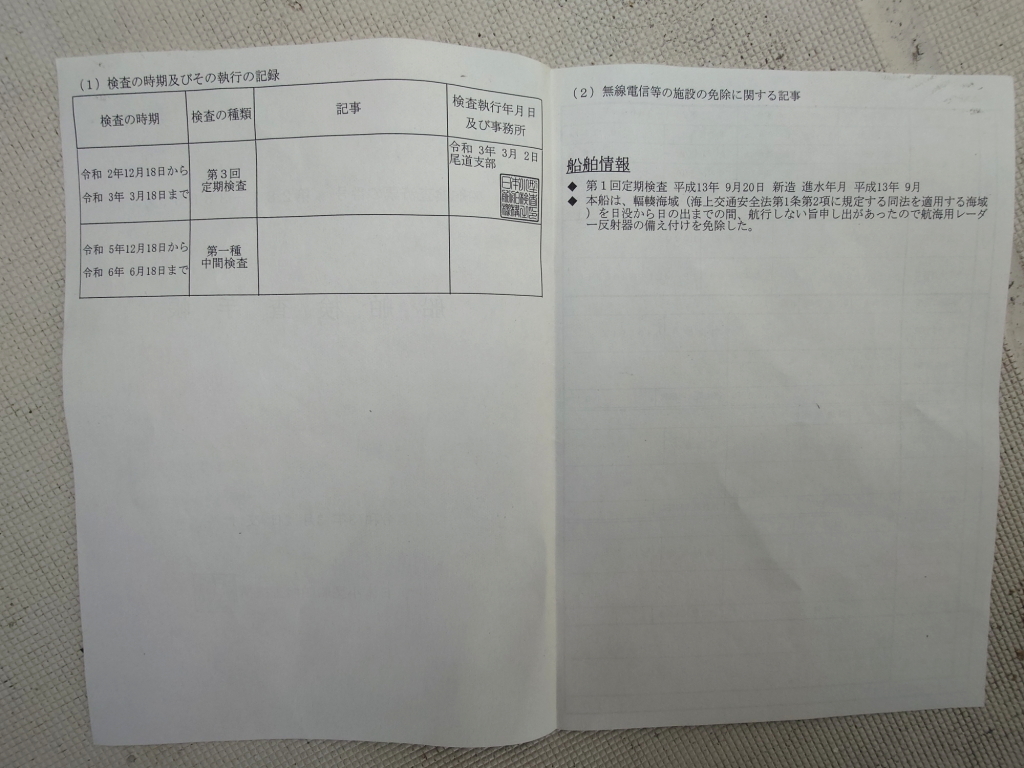 (1) 検査の時期及びその執行の記録
検査の時期
検査の種類
記事
検査執行年月日
及び事務所
令和 2年12月18日から
令和 3年 3月18日まで
第3回
定期検査
令和 3年 3月 2日
尾道支部
令和 5年12月18日から
令和 6年 6月18日まで
第一種
中間検査
(2) 無線電信等の施設の免除に関する記事
船舶情報
◆ 第1回定期検査 平成13年 9月20日 新造 進水年月 平成13年 9月
◆ 本船は、輻輳海域（海上交通安全法第1条第2項に規定する同法を適用する海域
）を日没から日の出までの間、航行しない旨申し出があったので航海用レーダ
ー反射器の備え付けを免除した。